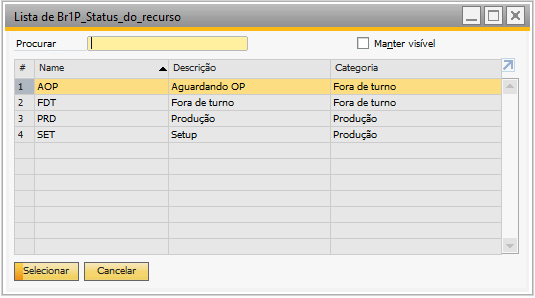 Lista de Br1P_Status_do_recurso
Procurar Manter visível
# Name Descrição Categoria
1 AOP Aguardando OP Fora de turno
2 FDT Fora de turno Fora de turno
3 PRD Produção Produção
4 SET Setup Produção
Selecionar Cancelar